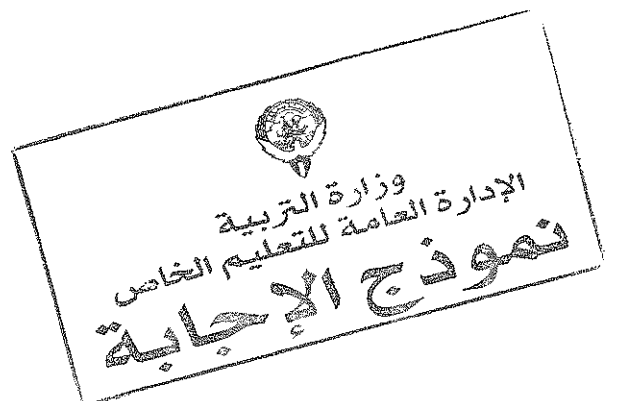 وزارة التربية
الإدارة العامة للتعليم الخاص
نموذج الإجابة